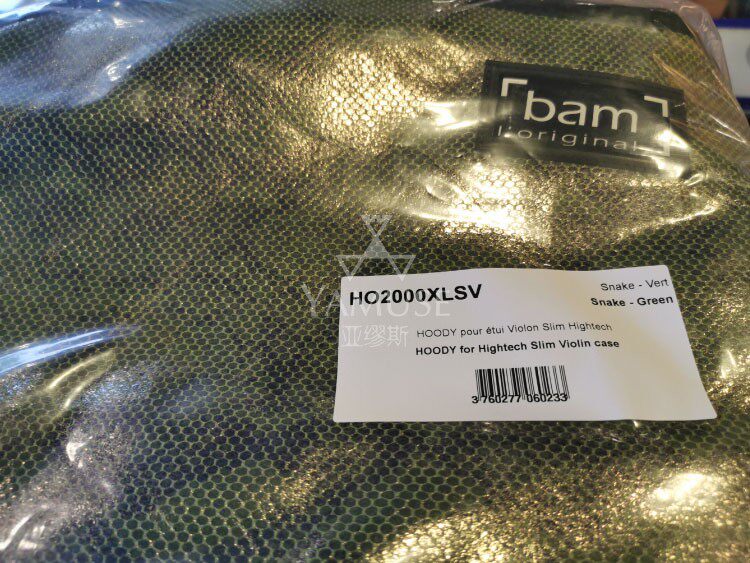 bam
l'original
HO2000XLSV
Snake - Vert
Snake - Green
YAMUSE
亚缪斯
HOODY pour étui Violon Slim Hightech
HOODY for Hightech Slim Violin case
3 760277 060233